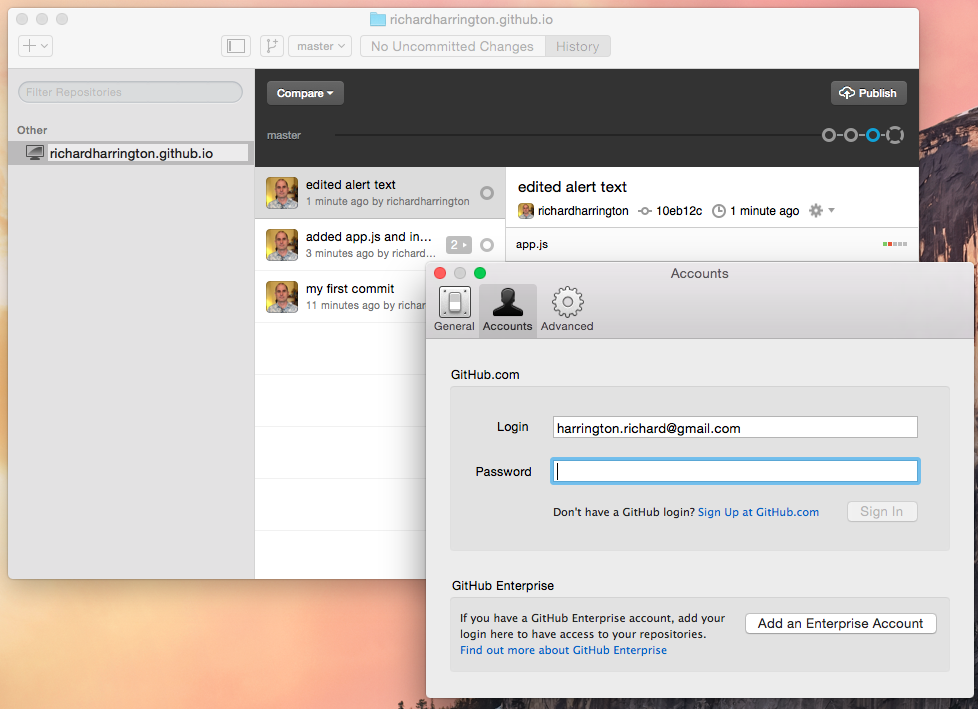 richardharrington.github.io
master
No Uncommitted Changes
History
Filter Repositories
Compare
Publish
Other
master
richardharrington.github.io
edited alert text
1 minute ago by richardharrington
added app.js and in...
3 minutes ago by richard...
2
my first commit
11 minutes ago by richar
edited alert text
richardharrington 10eb12c 1 minute ago
app.js
Accounts
General Accounts Advanced
GitHub.com
Login harrington.richard@gmail.com
Password
Don't have a GitHub login? Sign Up at GitHub.com
Sign In
GitHub Enterprise
If you have a GitHub Enterprise account, add your
login here to have access to your repositories.
Find out more about GitHub Enterprise
Add an Enterprise Account